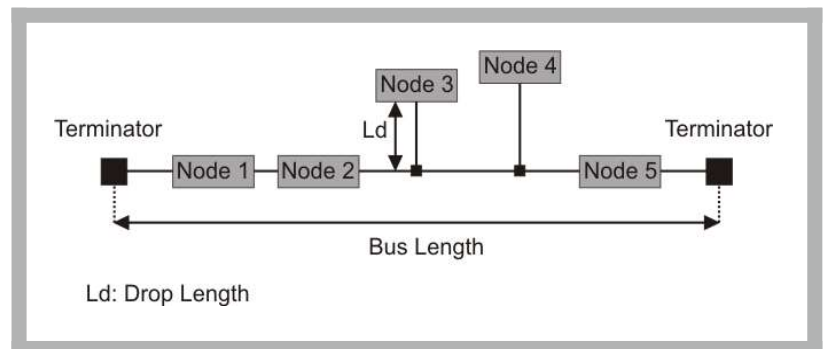 Node 4
Node 3
Terminator
Ld
Terminator
Node 1
Node 2
Node 5
Bus Length
Ld: Drop Length